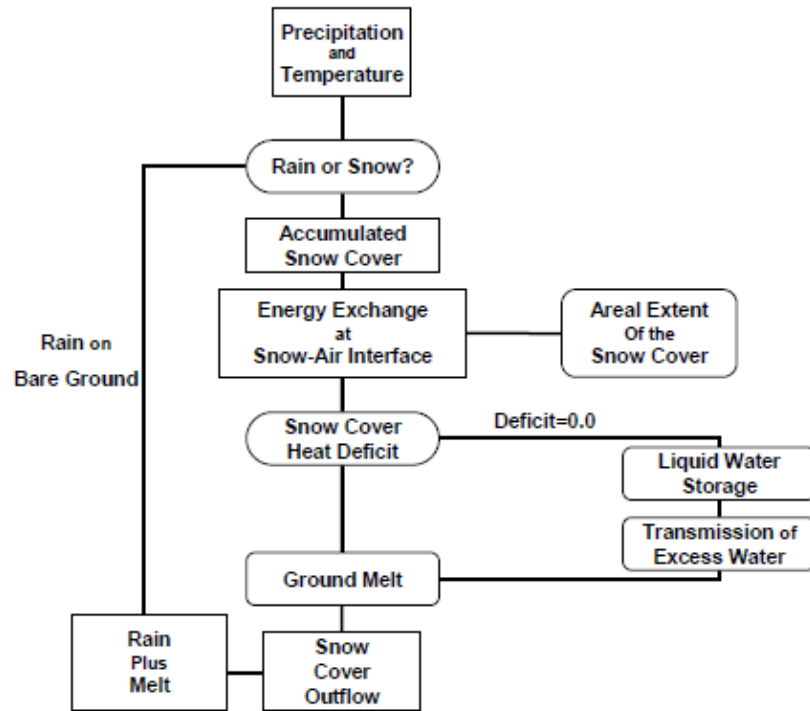 Precipitation
and
Temperature
Rain or Snow?
Accumulated
Snow Cover
Energy Exchange
at
Snow-Air Interface
Areal Extent
Of the
Snow Cover
Rain on
Bare Ground
Snow Cover
Heat Deficit
Deficit=0.0
Liquid Water
Storage
Transmission of
Excess Water
Ground Melt
Rain
Plus
Melt
Snow
Cover
Outflow